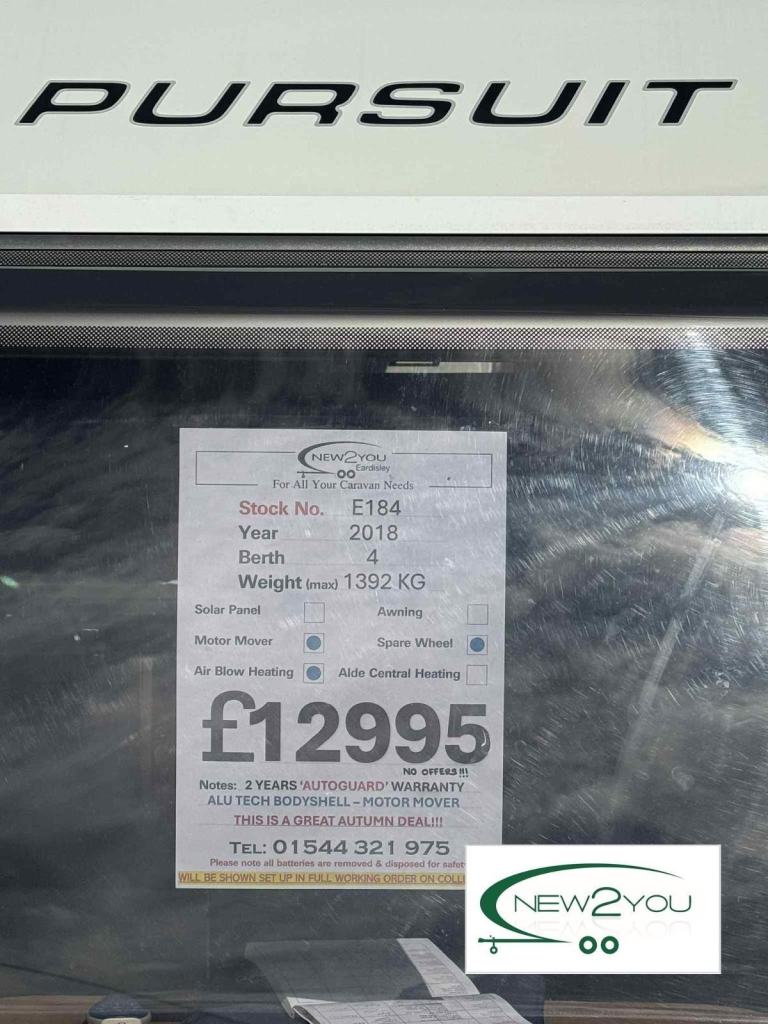 PURSUIT
NEW2YOU
Eardisley
For All Your Caravan Needs
Stock No. E184
Year 2018
Berth 4
Weight (max) 1392 KG
Solar Panel Awning
Motor Mover Spare Wheel
Air Blow Heating Alde Central Heating
£12995
NO OFFERS!!!
Notes: 2 YEARS 'AUTOGUARD' WARRANTY
ALU TECH BODYSHELL – MOTOR MOVER
THIS IS A GREAT AUTUMN DEAL!!!
TEL: 01544 321 975
Please note all batteries are removed & disposed for
WILL BE SHOWN SET UP IN FULL WORKING ORDER ON
NEW2YOU